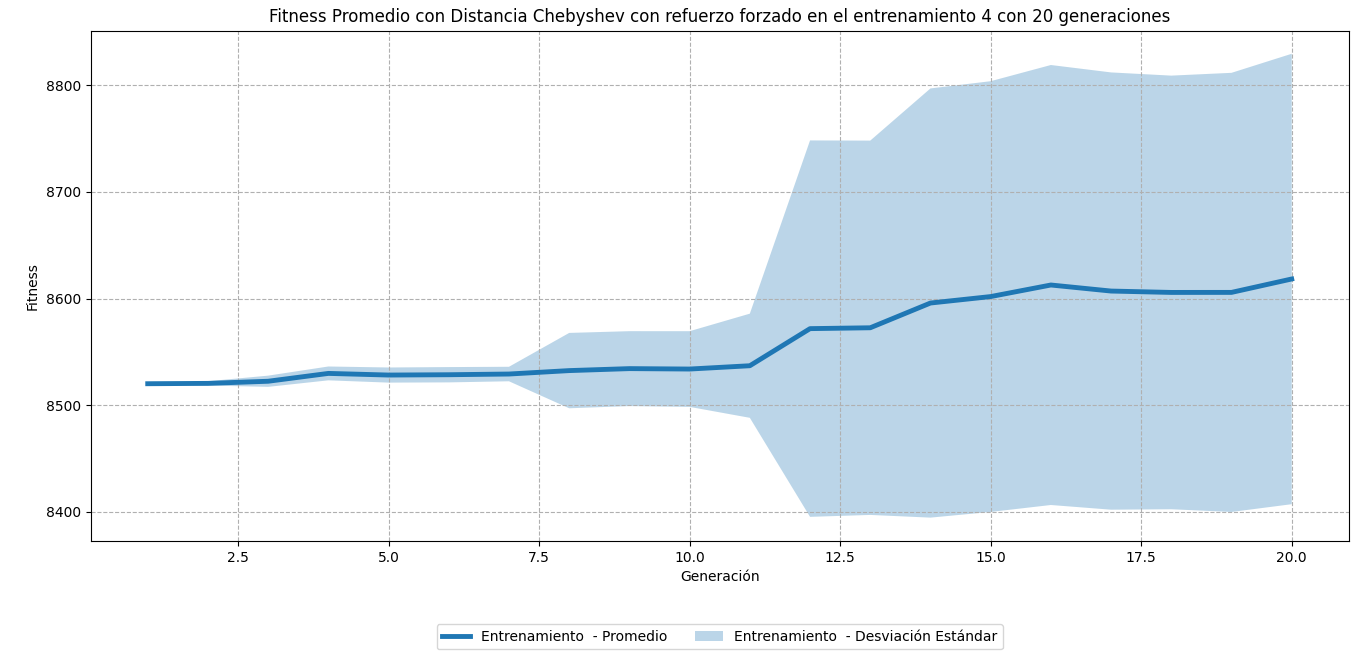 Fitness Promedio con Distancia Chebyshev con refuerzo forzado en el entrenamiento 4 con 20 generaciones
8800
8700
8600
8500
8400
Fitness
2.5 5.0 7.5 10.0 12.5 15.0 17.5 20.0
Generación
Entrenamiento - Promedio Entrenamiento - Desviación Estándar